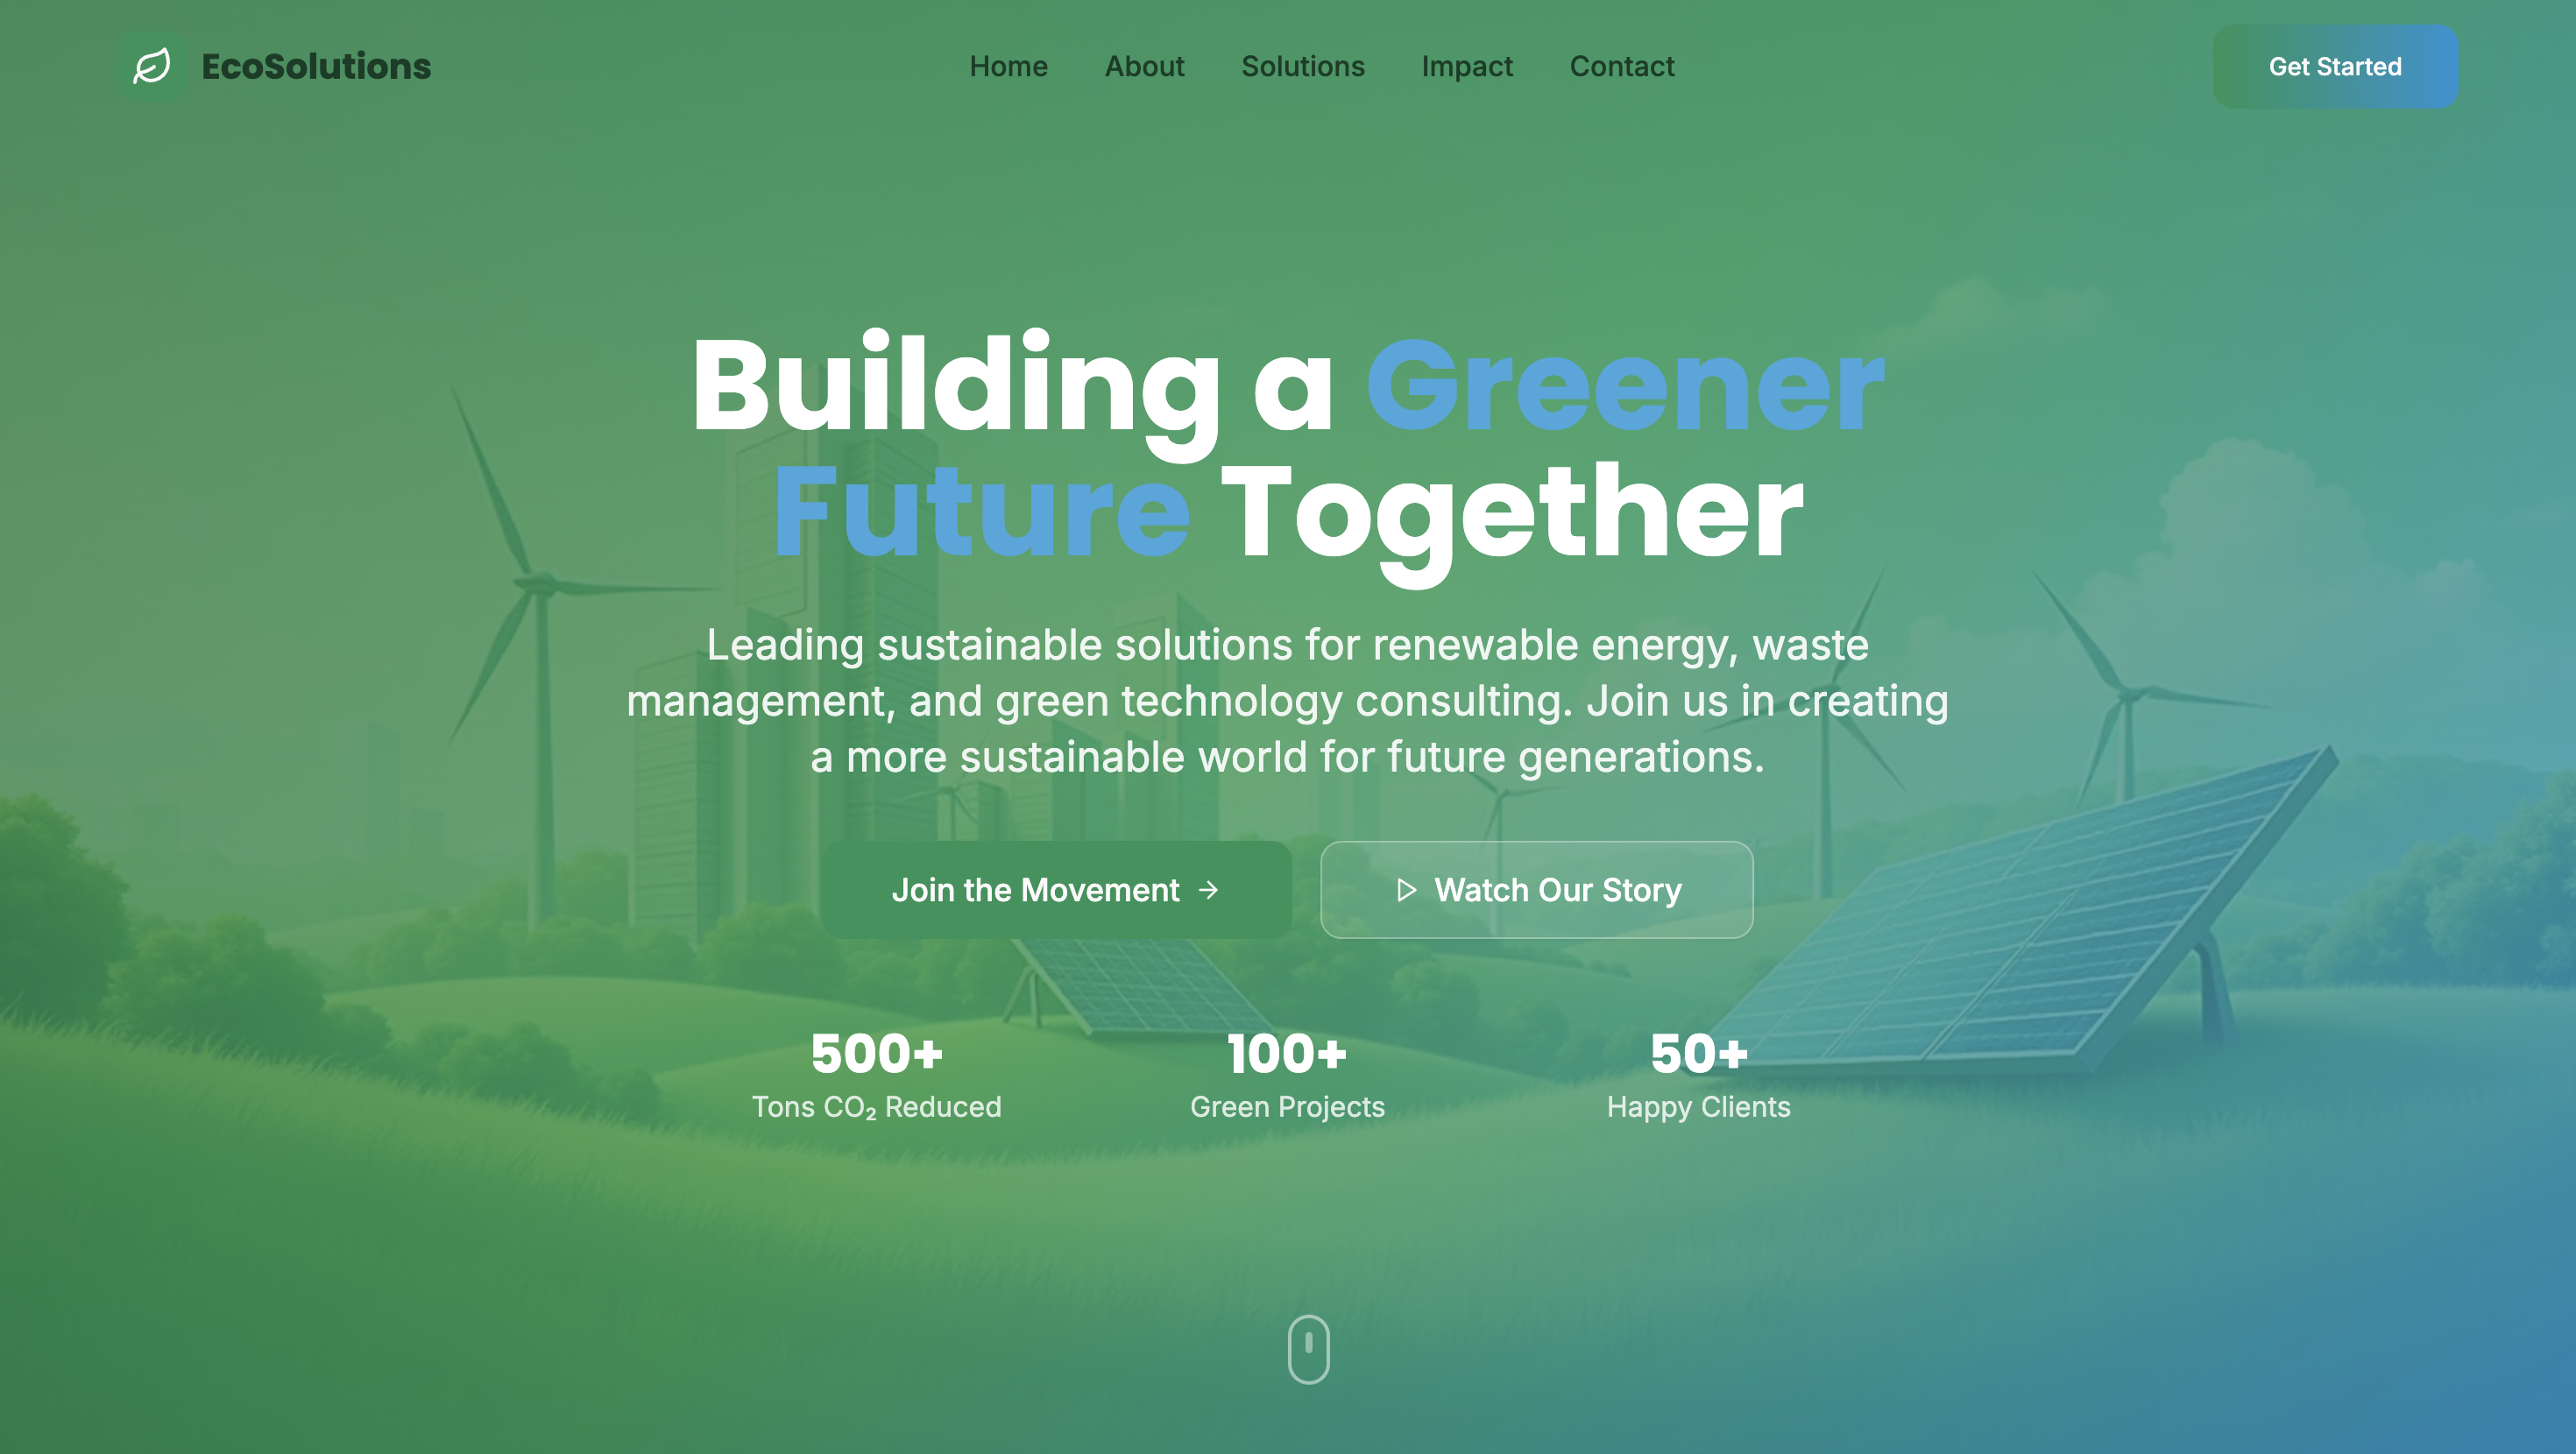 EcoSolutions
Home
About
Solutions
Impact
Contact
Get Started
Building a Greener
Future Together
Leading sustainable solutions for renewable energy, waste
management, and green technology consulting. Join us in creating
a more sustainable world for future generations.
Join the Movement →
Watch Our Story
500+
Tons CO₂ Reduced
100+
Green Projects
50+
Happy Clients